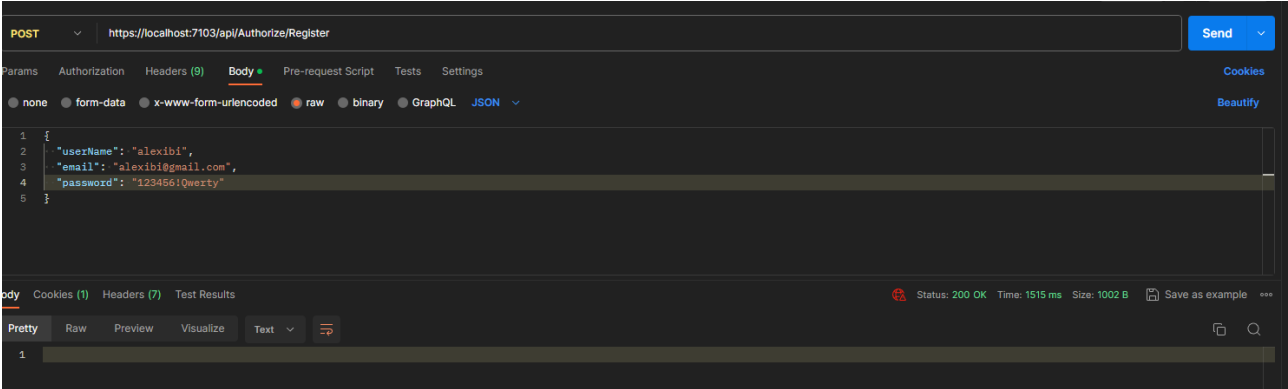 POST https://localhost:7103/api/Authorize/Register Send
Params Authorization Headers (9) Body Pre-request Script Tests Settings Cookies
none form-data x-www-form-urlencoded raw binary GraphQL JSON Beautify
1 {
2 "userName": "alexibi",
3 "email": "alexibi@gmail.com",
4 "password": "123456!Qwerty"
5 }
ody Cookies (1) Headers (7) Test Results Status: 200 OK Time: 1515 ms Size: 1002 B Save as example
Pretty Raw Preview Visualize Text
1